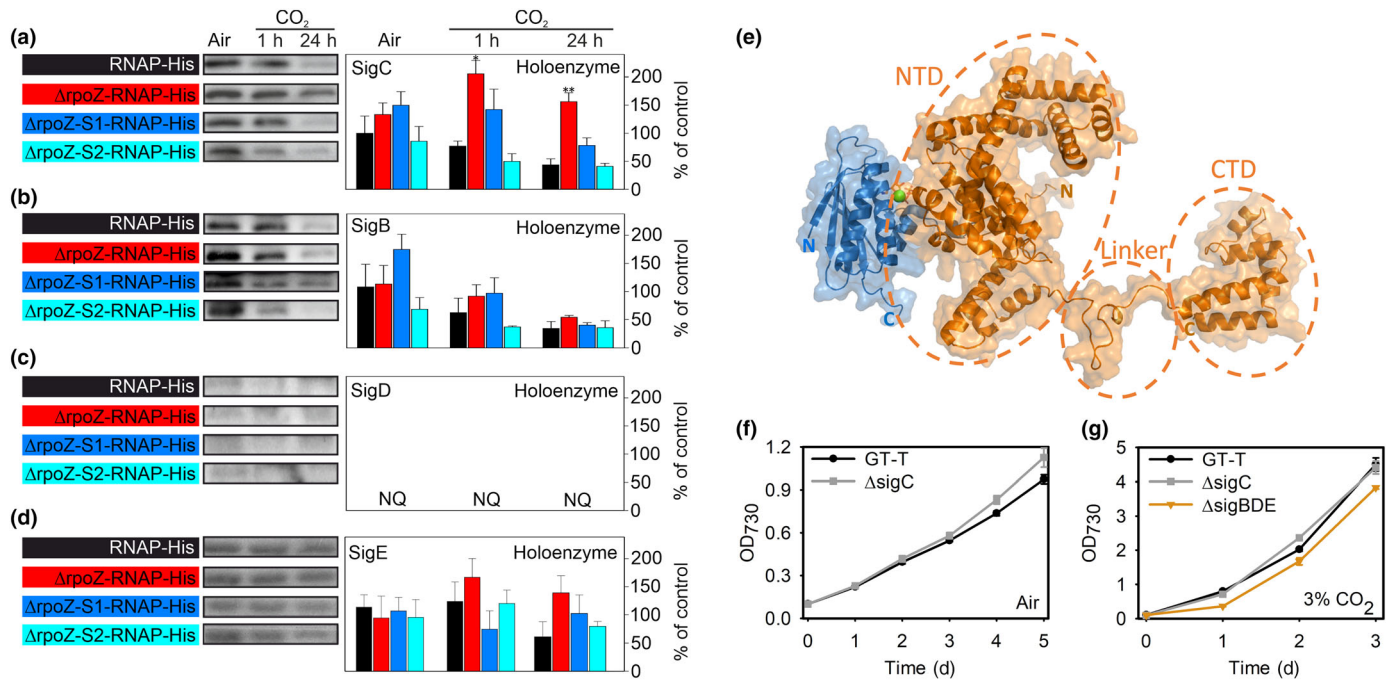 (a)
CO2
Air 1 h 24 h
RNAP-His
ΔrpoZ-RNAP-His
ΔrpoZ-S1-RNAP-His
ΔrpoZ-S2-RNAP-His
CO2
Air 1 h 24 h
SigC * ** Holoenzyme
200
150
100
50
0
% of control
(b)
RNAP-His
ΔrpoZ-RNAP-His
ΔrpoZ-S1-RNAP-His
ΔrpoZ-S2-RNAP-His
SigB Holoenzyme
200
150
100
50
0
% of control
(c)
RNAP-His
ΔrpoZ-RNAP-His
ΔrpoZ-S1-RNAP-His
ΔrpoZ-S2-RNAP-His
SigD Holoenzyme
NQ NQ NQ
200
150
100
50
0
% of control
(d)
RNAP-His
ΔrpoZ-RNAP-His
ΔrpoZ-S1-RNAP-His
ΔrpoZ-S2-RNAP-His
SigE Holoenzyme
200
150
100
50
0
% of control
(e)
NTD
CTD
Linker
N
N
C
C
(f)
GT-T
ΔsigC
OD730
1.2
0.9
0.6
0.3
0.0
Air
0 1 2 3 4 5
Time (d)
(g)
GT-T
ΔsigC
ΔsigBDE
OD730
5
4
3
2
1
0
3% CO2
0 1 2 3
Time (d)